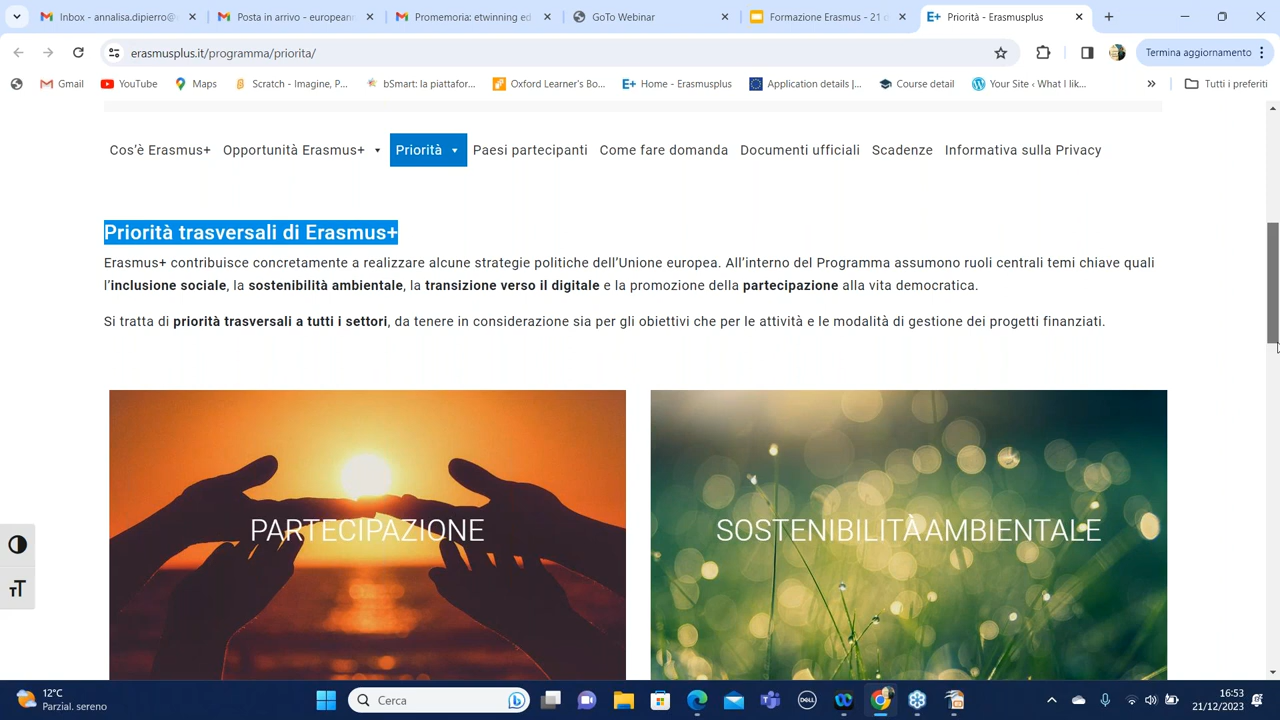 Inbox - annalisa.dipierro@
Posta in arrivo - europeann
Promemoria: etwinning ed
GoTo Webinar
Formazione Erasmus - 21 d
Priorità - Erasmusplus
erasmusplus.it/programma/priorita/
Termina aggiornamento
Gmail
YouTube
Maps
Scratch - Imagine, P...
bSmart: la piattafor...
Oxford Learner's Bo...
Home - Erasmusplus
Application details |...
Course detail
Your Site ‹ What I lik...
»
Tutti i preferiti
Cos'è Erasmus+
Opportunità Erasmus+
Priorità
Paesi partecipanti
Come fare domanda
Documenti ufficiali
Scadenze
Informativa sulla Privacy
Priorità trasversali di Erasmus+
Erasmus+ contribuisce concretamente a realizzare alcune strategie politiche dell'Unione europea. All'interno del Programma assumono ruoli centrali temi chiave quali
l'inclusione sociale, la sostenibilità ambientale, la transizione verso il digitale e la promozione della partecipazione alla vita democratica.
Si tratta di priorità trasversali a tutti i settori, da tenere in considerazione sia per gli obiettivi che per le attività e le modalità di gestione dei progetti finanziati.
PARTECIPAZIONE
SOSTENIBILITÀ AMBIENTALE
12°C
Parzial. sereno
Cerca
16:53
21/12/2023